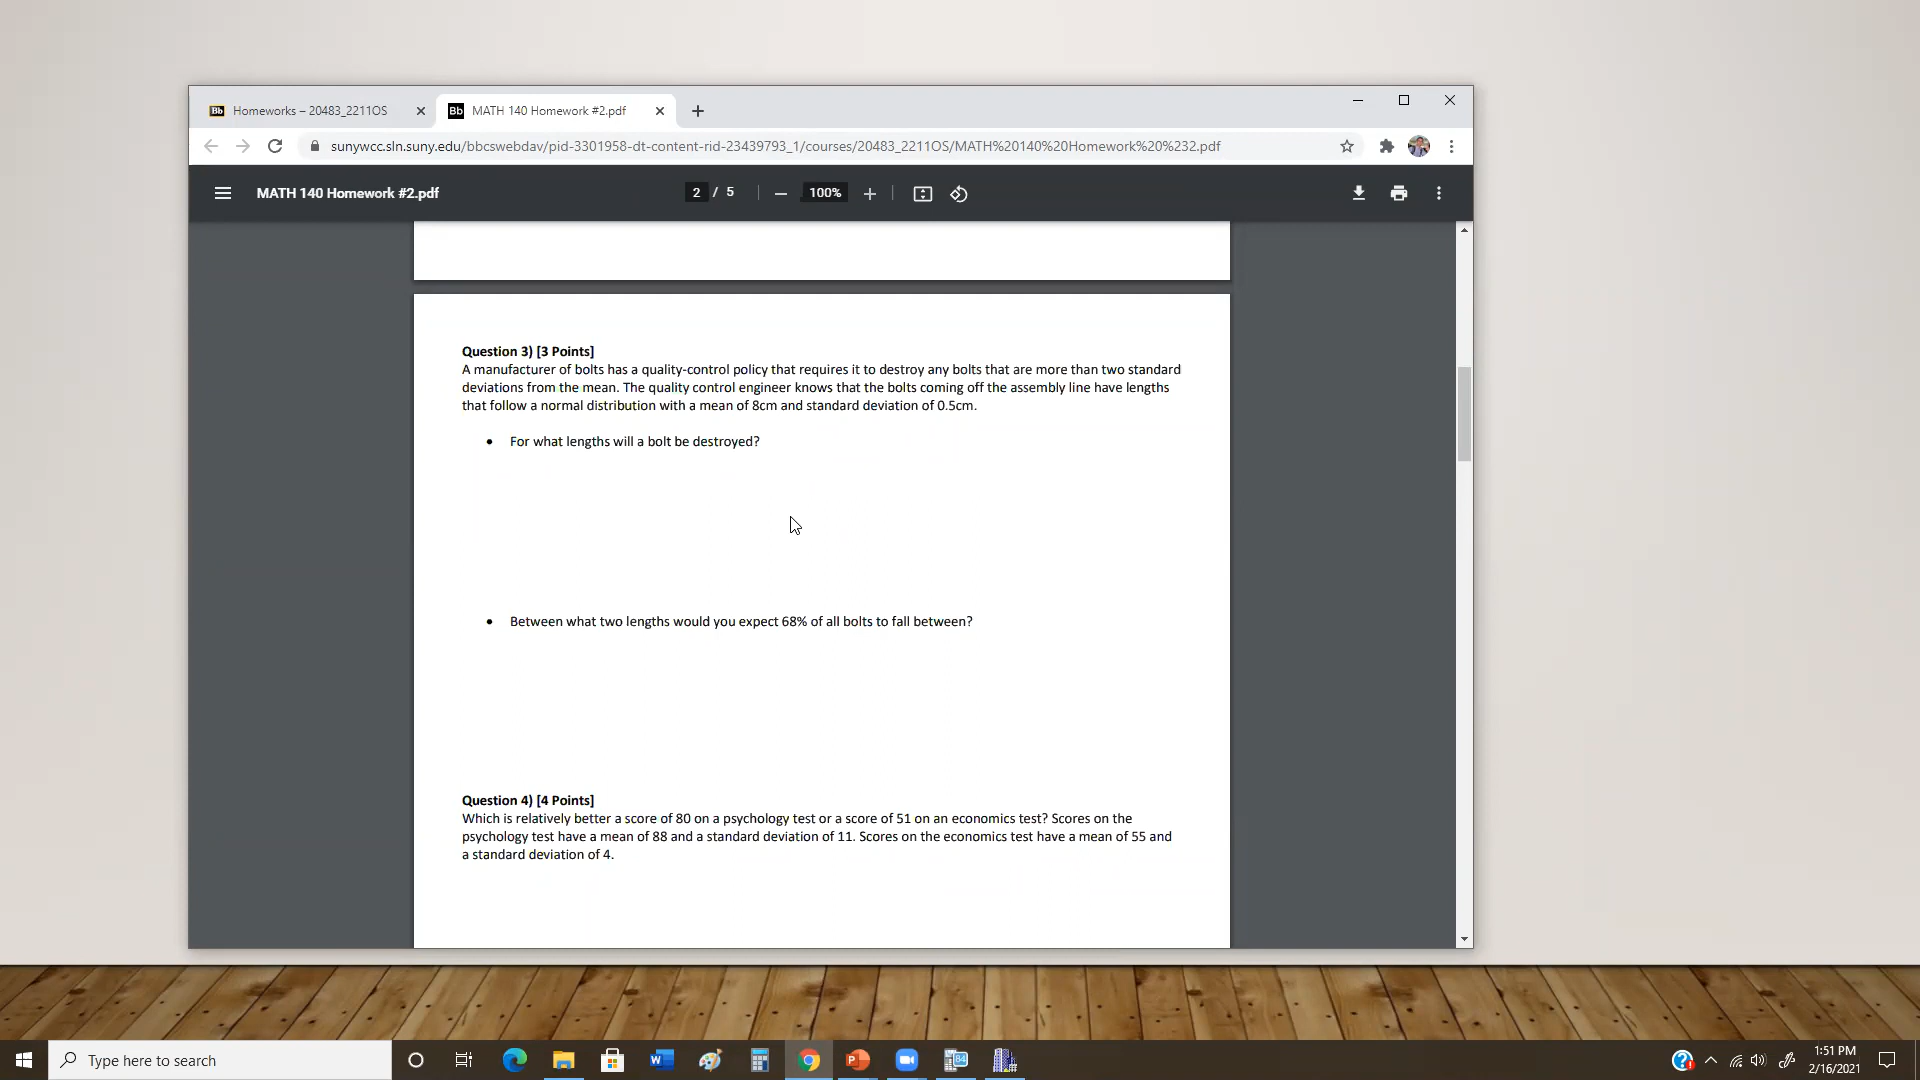 Homeworks – 20483_2211OS
Bb MATH 140 Homework #2.pdf
sunywcc.sln.suny.edu/bbcswebdav/pid-3301958-dt-content-rid-23439793_1/courses/20483_2211OS/MATH%20140%20Homework%20%232.pdf
MATH 140 Homework #2.pdf
2 / 5
100%
Question 3) [3 Points]
A manufacturer of bolts has a quality-control policy that requires it to destroy any bolts that are more than two standard
deviations from the mean. The quality control engineer knows that the bolts coming off the assembly line have lengths
that follow a normal distribution with a mean of 8cm and standard deviation of 0.5cm.
• For what lengths will a bolt be destroyed?
• Between what two lengths would you expect 68% of all bolts to fall between?
Question 4) [4 Points]
Which is relatively better a score of 80 on a psychology test or a score of 51 on an economics test? Scores on the
psychology test have a mean of 88 and a standard deviation of 11. Scores on the economics test have a mean of 55 and
a standard deviation of 4.
Type here to search
1:51 PM
2/16/2021